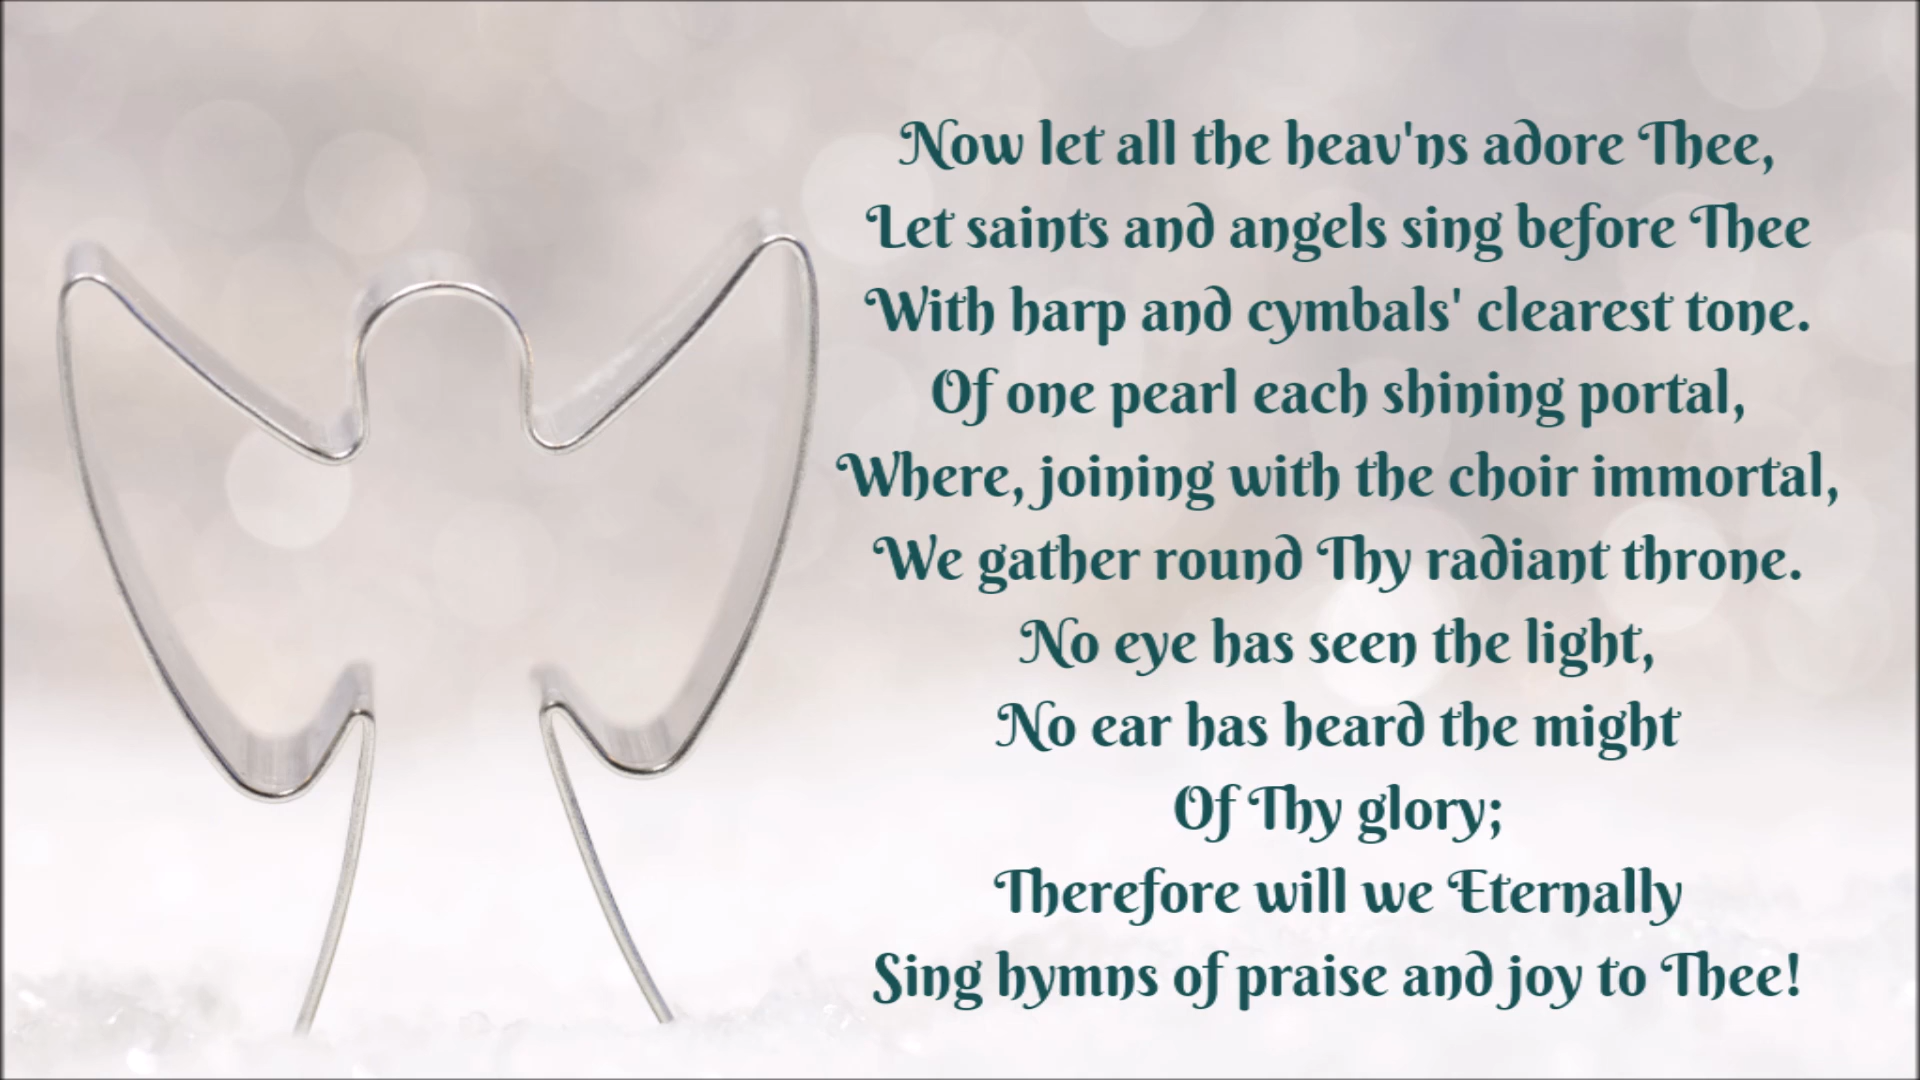 Now let all the heav'ns adore Thee,
Let saints and angels sing before Thee
With harp and cymbals' clearest tone.
Of one pearl each shining portal,
Where, joining with the choir immortal,
We gather round Thy radiant throne.
No eye has seen the light,
No ear has heard the might
Of Thy glory;
Therefore will we Eternally
Sing hymns of praise and joy to Thee!